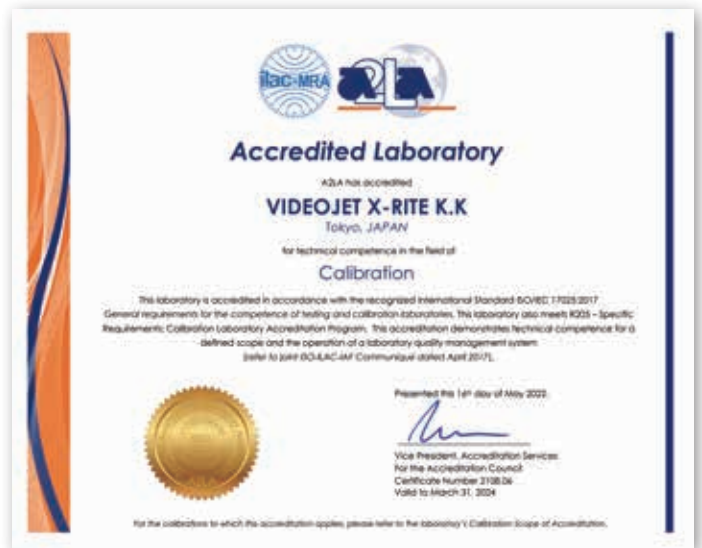 ilac-MRA
A2LA
Accredited Laboratory
A2LA has accredited
VIDEOJET X-RITE K.K
Tokyo, JAPAN
for technical competence in the field of
Calibration
This laboratory is accredited in accordance with the recognized International Standard ISO/IEC 17025:2017
General requirements for the competence of testing and calibration laboratories. This laboratory also meets R205 – Specific
Requirements: Calibration Laboratory Accreditation Program. This accreditation demonstrates technical competence for a
defined scope and the operation of a laboratory quality management system
(refer to joint ISO-ILAC-IAF Communiqué dated April 2017).
Presented this 16th day of May 2022.
Vice President, Accreditation Services
For the Accreditation Council
Certificate Number 3108.06
Valid to March 31, 2024
For the calibrations to which this accreditation applies, please refer to the laboratory's Calibration Scope of Accreditation.